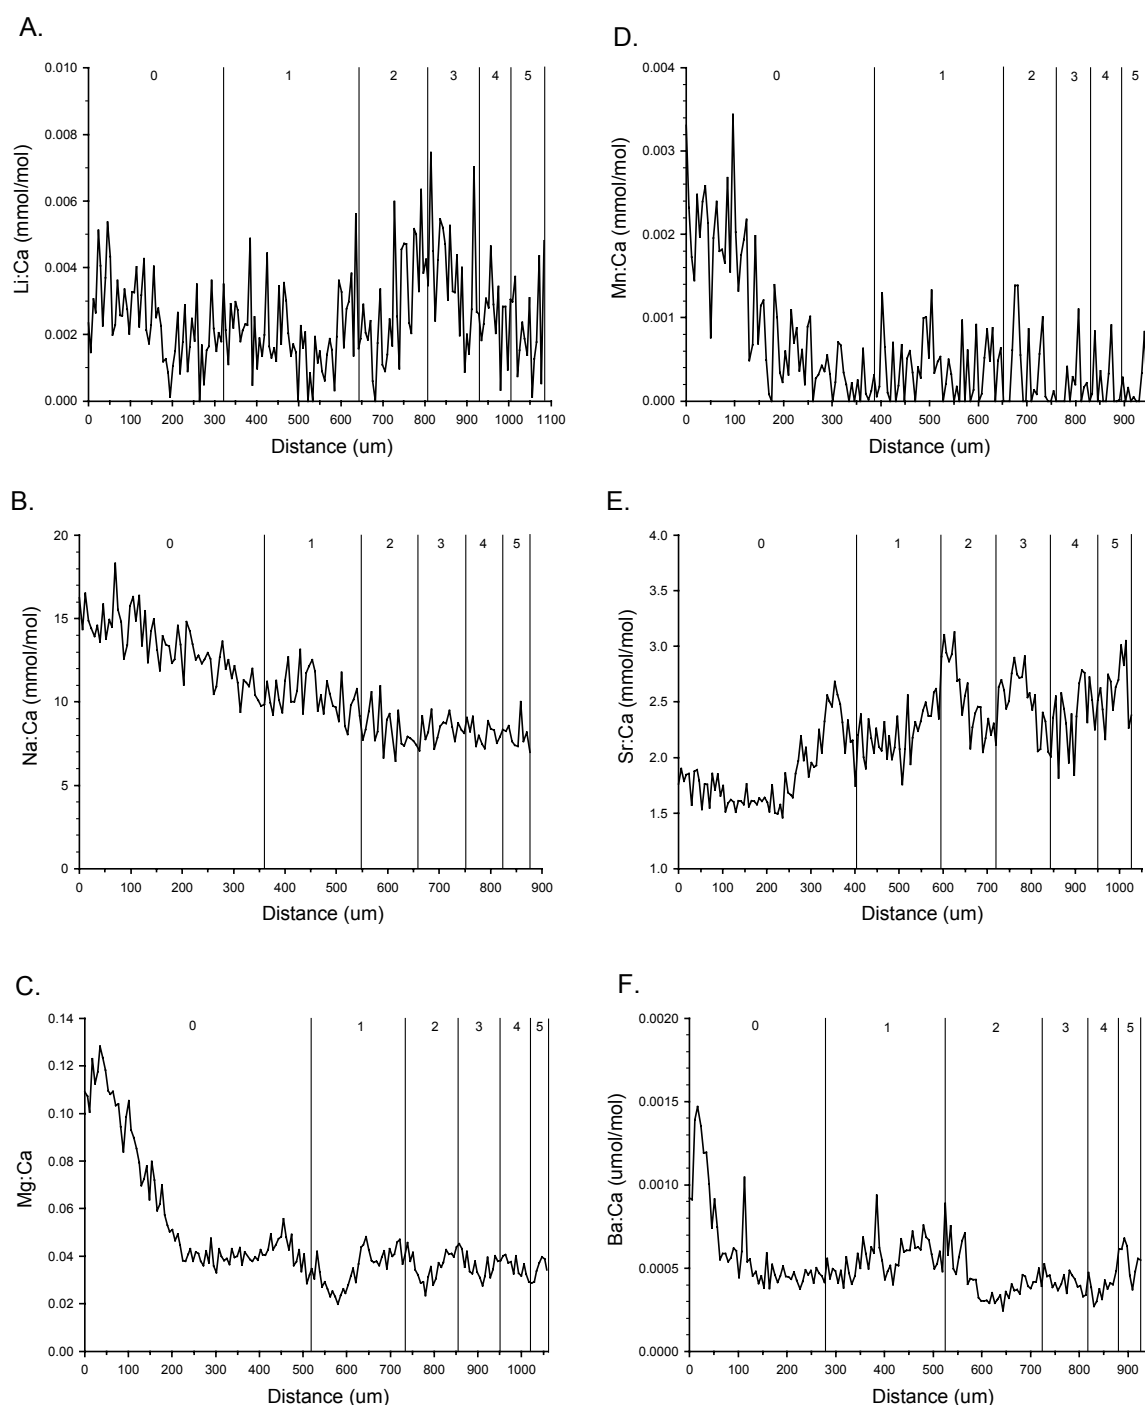 A.
0 1 2 3 4 5
0.010
0.008
0.006
0.004
0.002
0.000
Li:Ca (mmol/mol)
0 100 200 300 400 500 600 700 800 900 1000 1100
Distance (um)
D.
0 1 2 3 4 5
0.004
0.003
0.002
0.001
0.000
Mn:Ca (mmol/mol)
0 100 200 300 400 500 600 700 800 900
Distance (um)
B.
0 1 2 3 4 5
20
15
10
5
0
Na:Ca (mmol/mol)
0 100 200 300 400 500 600 700 800 900
Distance (um)
E.
0 1 2 3 4 5
4.0
3.5
3.0
2.5
2.0
1.5
1.0
Sr:Ca (mmol/mol)
0 100 200 300 400 500 600 700 800 900 1000
Distance (um)
C.
0 1 2 3 4 5
0.14
0.12
0.10
0.08
0.06
0.04
0.02
0.00
Mg:Ca
0 100 200 300 400 500 600 700 800 900 1000
Distance (um)
F.
0 1 2 3 4 5
0.0020
0.0015
0.0010
0.0005
0.0000
Ba:Ca (umol/mol)
0 100 200 300 400 500 600 700 800 900
Distance (um)